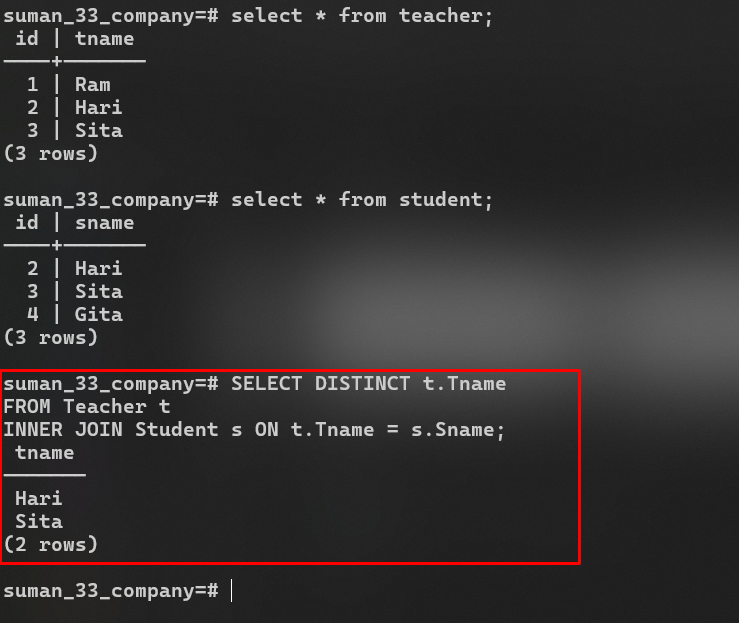 suman_33_company=# select * from teacher;
 id | tname
----+-------
  1 | Ram
  2 | Hari
  3 | Sita
(3 rows)

suman_33_company=# select * from student;
 id | sname
----+-------
  2 | Hari
  3 | Sita
  4 | Gita
(3 rows)

suman_33_company=# SELECT DISTINCT t.Tname
FROM Teacher t
INNER JOIN Student s ON t.Tname = s.Sname;
 tname
-------
 Hari
 Sita
(2 rows)

suman_33_company=#